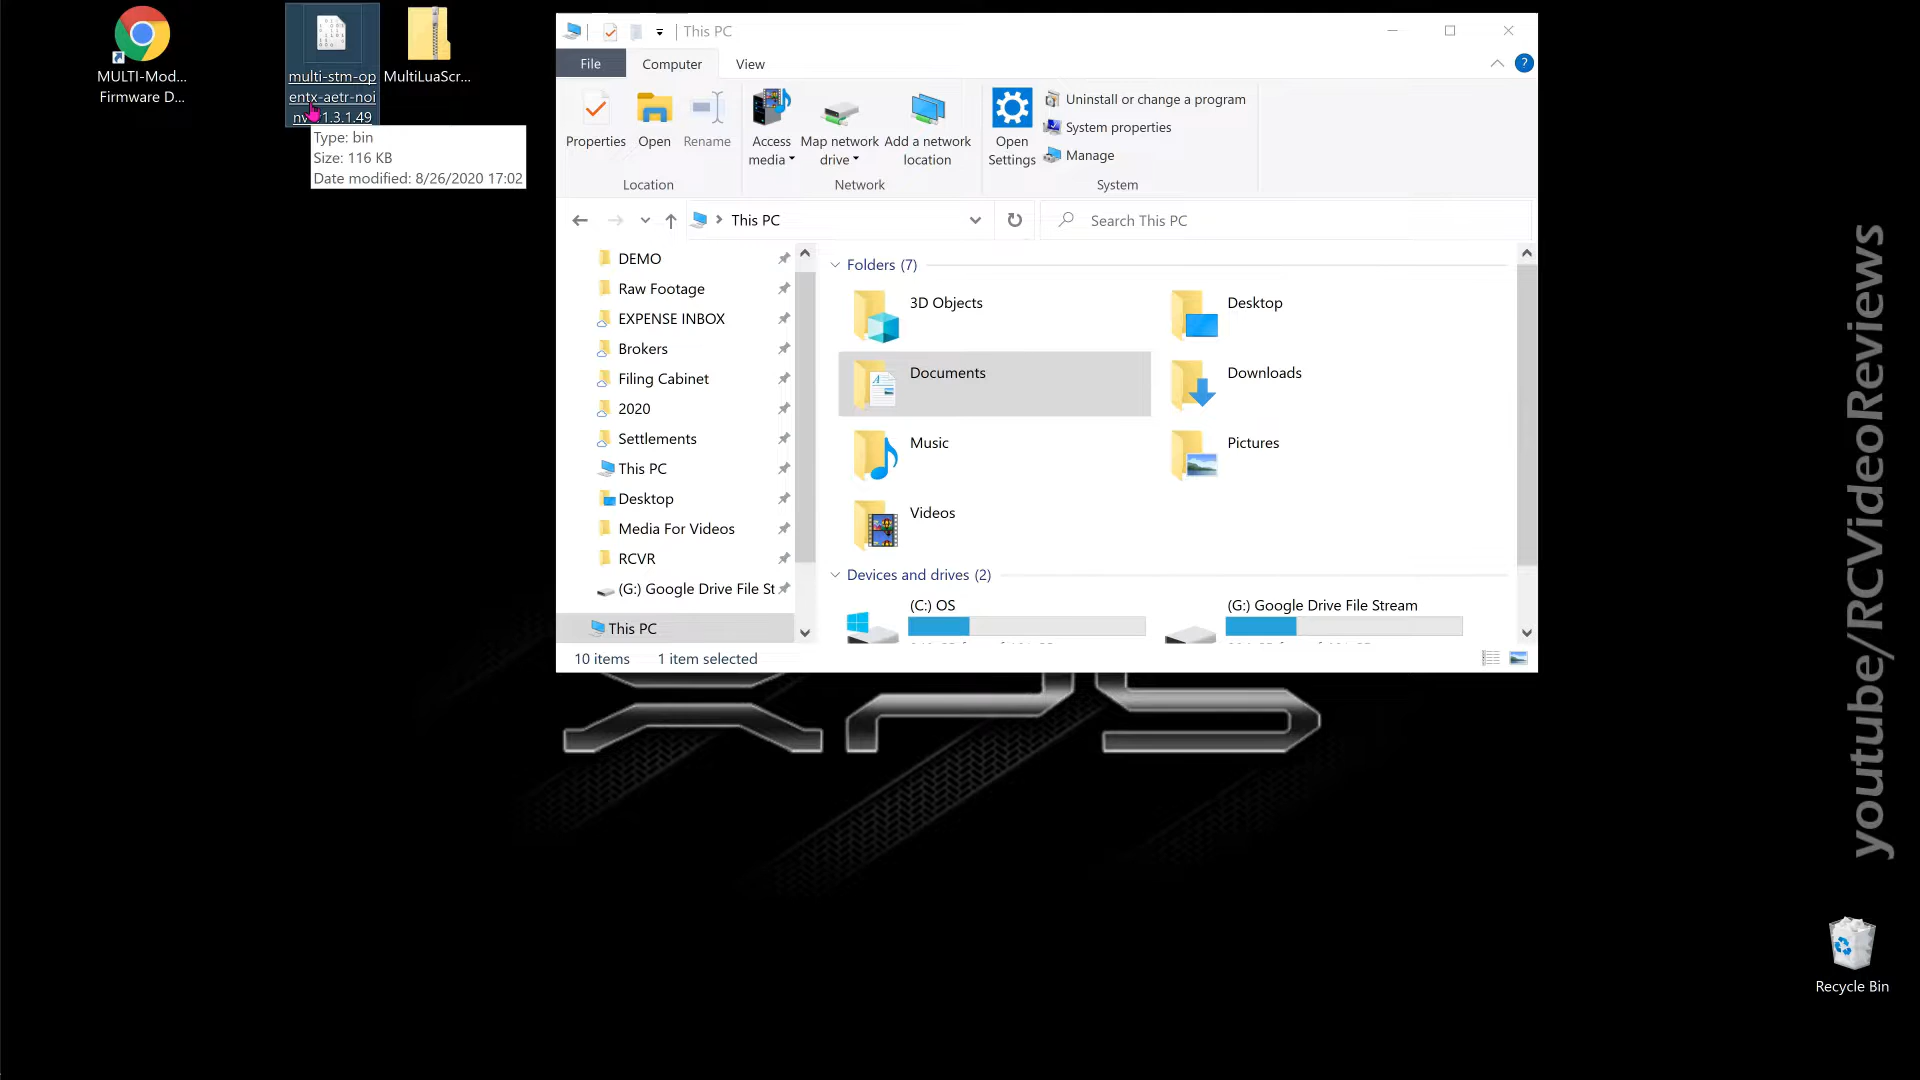 MULTI-Mod...
Firmware D...
multi-stm-op
entx-aetr-noi
1.3.1.49
MultiLuaScr...
Type: bin
Size: 116 KB
Date modified: 8/26/2020 17:02
This PC
File
Computer
View
Properties
Open
Rename
Location
Access
media
Map network
drive
Add a network
location
Network
Open
Settings
Uninstall or change a program
System properties
Manage
System
This PC
Search This PC
DEMO
Raw Footage
EXPENSE INBOX
Brokers
Filing Cabinet
2020
Settlements
This PC
Desktop
Media For Videos
RCVR
(G:) Google Drive File St
This PC
Folders (7)
3D Objects
Desktop
Documents
Downloads
Music
Pictures
Videos
Devices and drives (2)
(C:) OS
(G:) Google Drive File Stream
10 items
1 item selected
youtube/RCVideoReviews
Recycle Bin